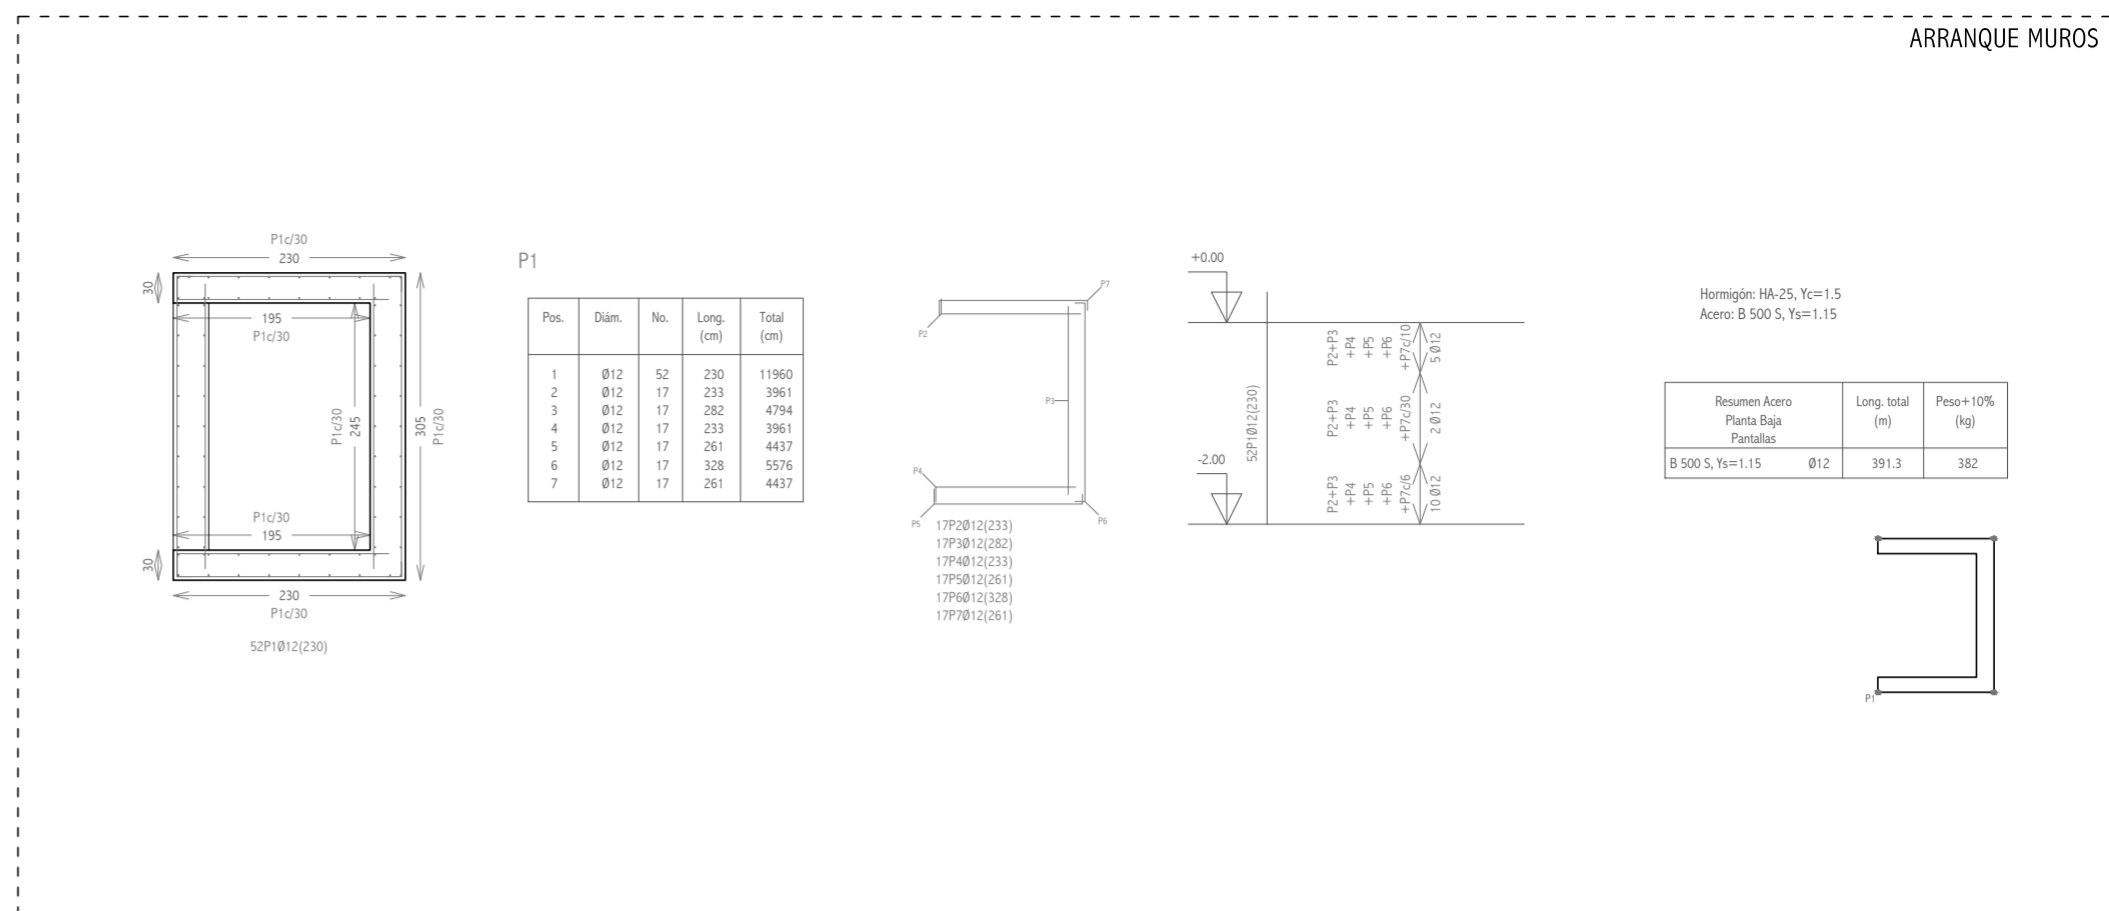 ARRANQUE MUROS
P1c/30
230
30
195
P1c/30
P1c/30
245
305
P1c/30
P1c/30
195
30
230
P1c/30
52P1Ø12(230)
P1
Pos. Diám. No. Long. (cm) Total (cm)
1 Ø12 52 230 11960
2 Ø12 17 233 3961
3 Ø12 17 282 4794
4 Ø12 17 233 3961
5 Ø12 17 261 4437
6 Ø12 17 328 5576
7 Ø12 17 261 4437
P7
P2
P3
P4
P5
P6
17P2Ø12(233)
17P3Ø12(282)
17P4Ø12(233)
17P5Ø12(261)
17P6Ø12(328)
17P7Ø12(261)
+0.00
-2.00
52P1Ø12(230)
P2+P3
+P4
+P5
+P6
+P7c/10
5 Ø12
P2+P3
+P4
+P5
+P6
+P7c/30
2 Ø12
P2+P3
+P4
+P5
+P6
+P7c/6
10 Ø12
Hormigón: HA-25, Yc=1.5
Acero: B 500 S, Ys=1.15
Resumen Acero Long. total Peso+10%
Planta Baja (m) (kg)
Pantallas
B 500 S, Ys=1.15 Ø12 391.3 382
P1